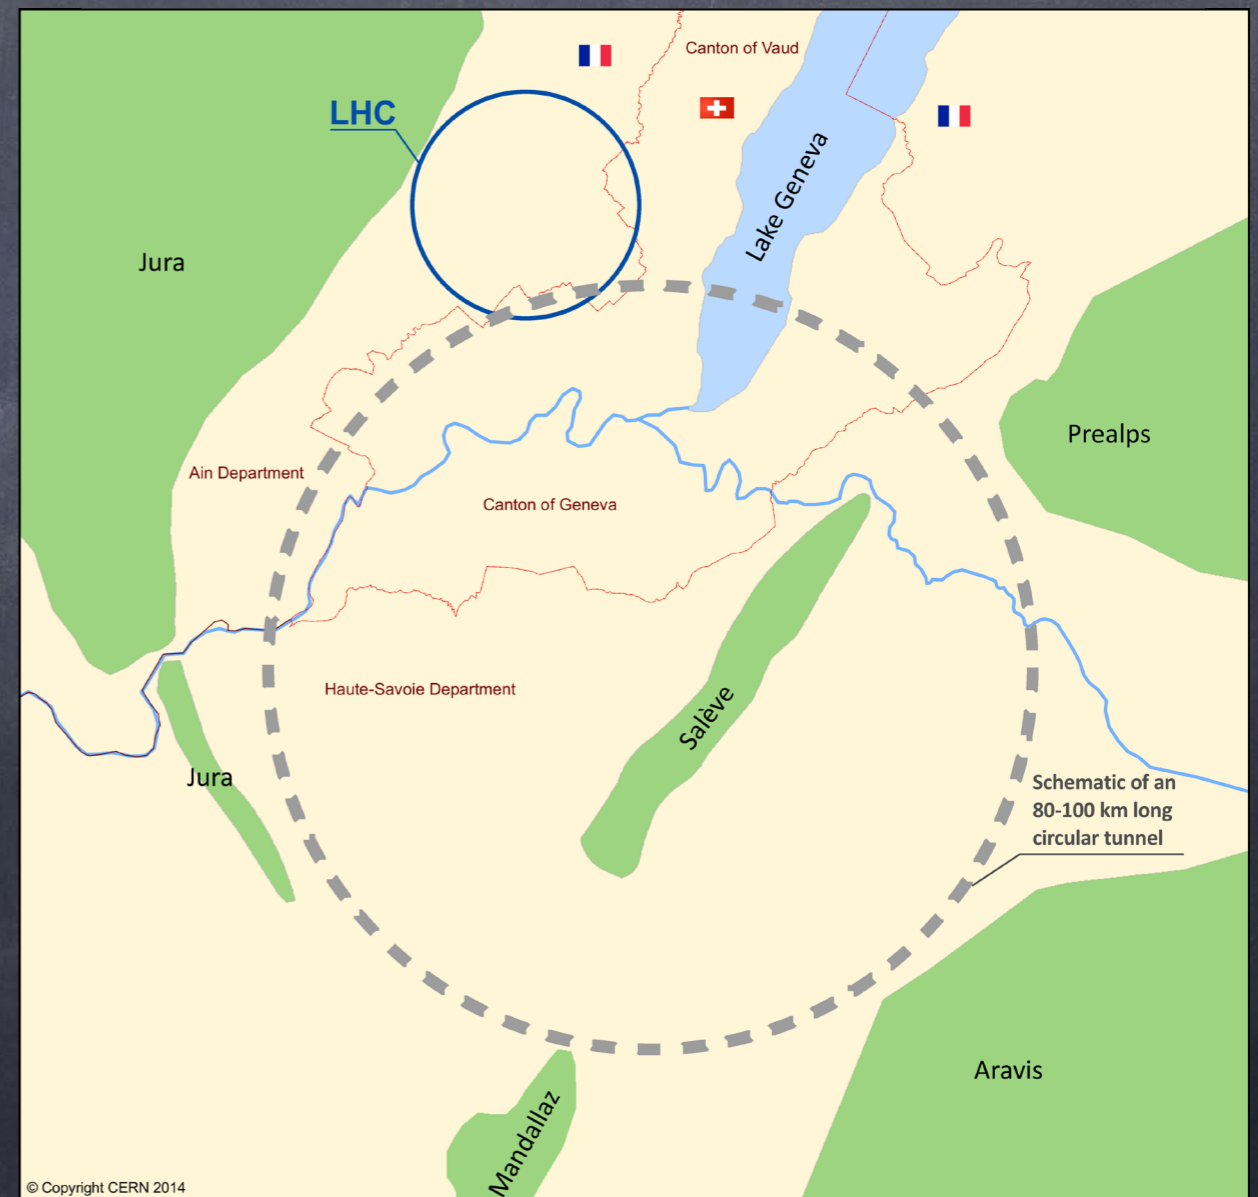 Canton of Vaud
LHC
Lake Geneva
Jura
Prealps
Ain Department
Canton of Geneva
Haute-Savoie Department
Salève
Jura
Schematic of an
80-100 km long
circular tunnel
Aravis
Mandallaz
© Copyright CERN 2014